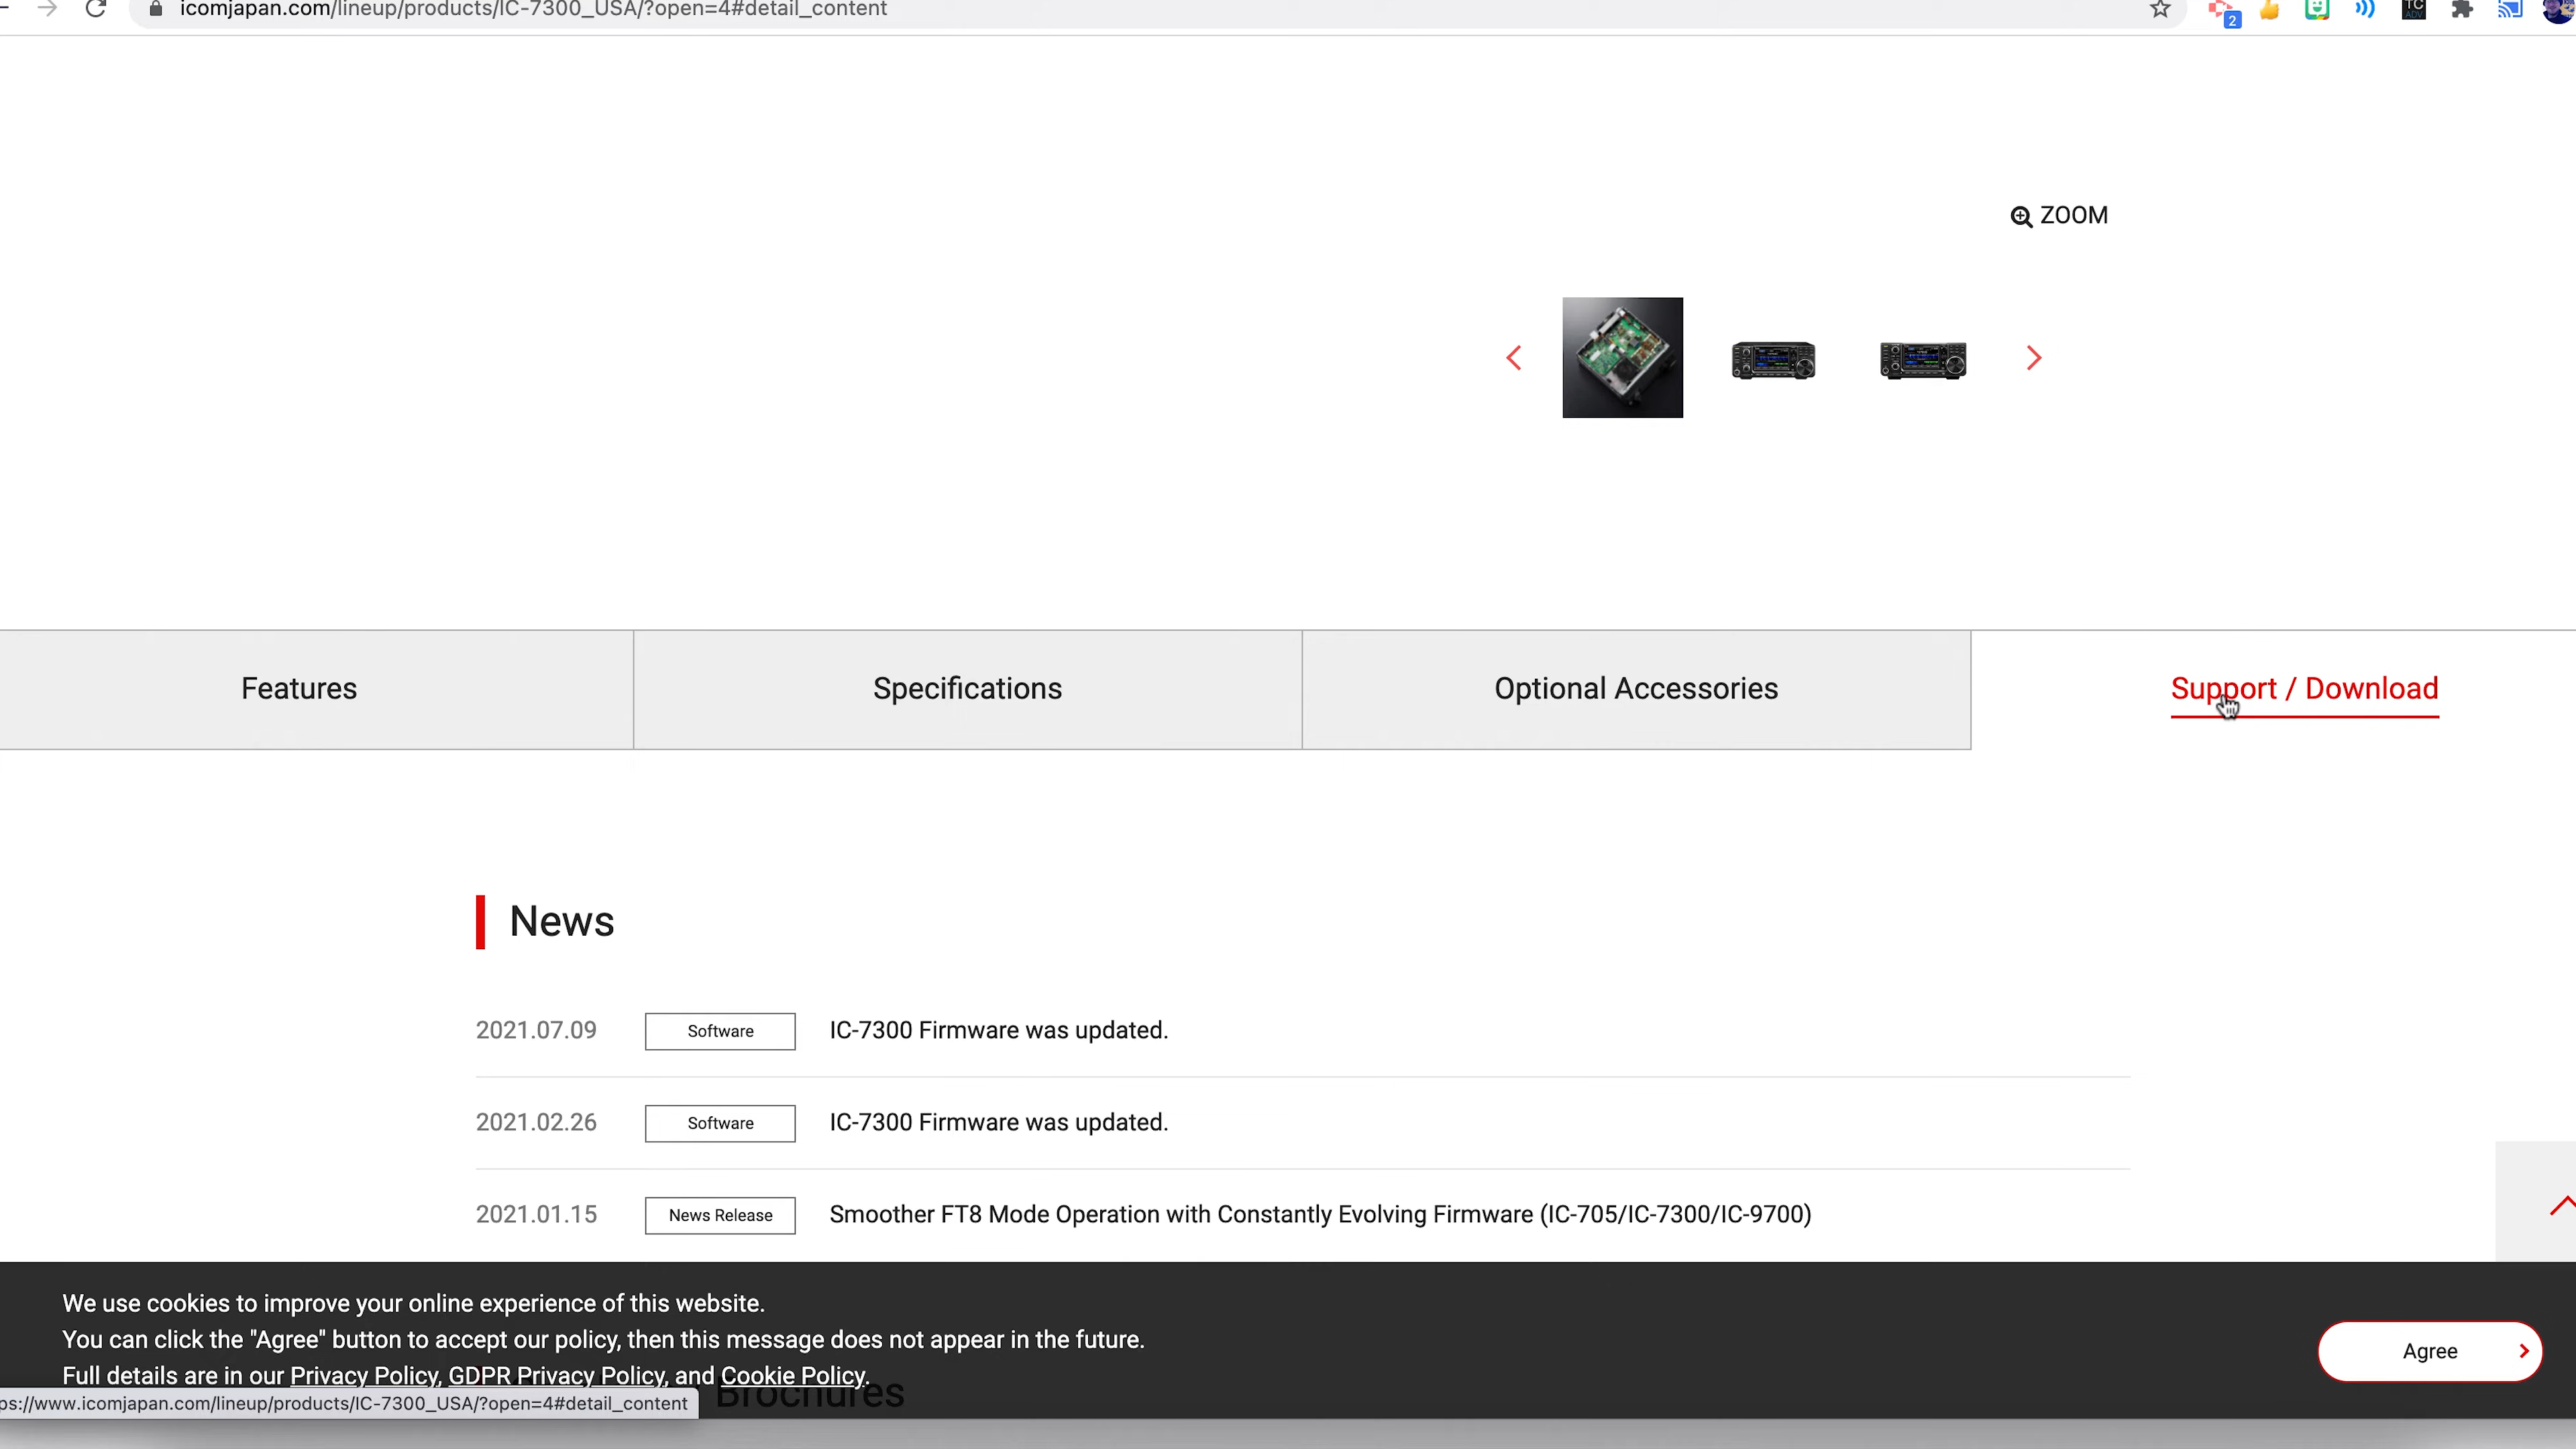 icomjapan.com/lineup/products/IC-7300_USA/?open=4#detail_content
2
TC
ADV
ZOOM
Features
Specifications
Optional Accessories
Support / Download
News
2021.07.09 Software IC-7300 Firmware was updated.
2021.02.26 Software IC-7300 Firmware was updated.
2021.01.15 News Release Smoother FT8 Mode Operation with Constantly Evolving Firmware (IC-705/IC-7300/IC-9700)
We use cookies to improve your online experience of this website.
You can click the "Agree" button to accept our policy, then this message does not appear in the future.
Full details are in our Privacy Policy, GDPR Privacy Policy, and Cookie Policy.
Agree
Brochures
ps://www.icomjapan.com/lineup/products/IC-7300_USA/?open=4#detail_content